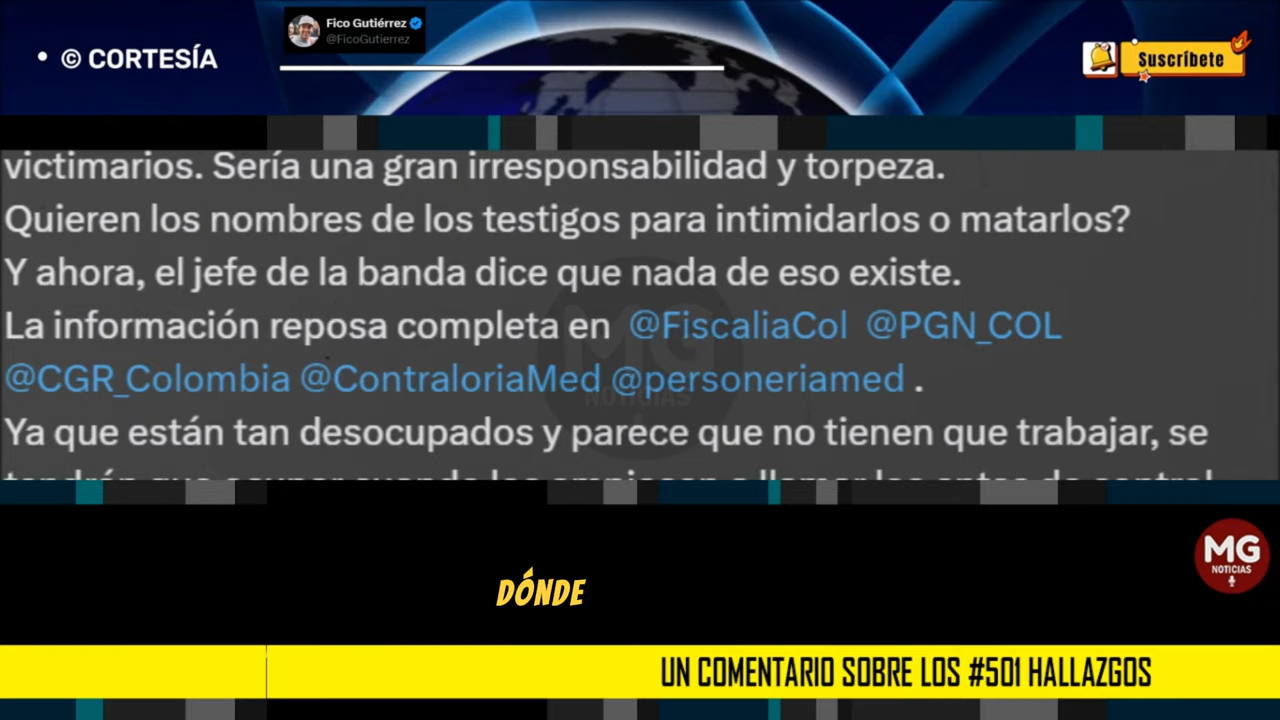 Fico Gutiérrez
@FicoGutierrez
• © CORTESÍA
Suscríbete
victimarios. Sería una gran irresponsabilidad y torpeza.
Quieren los nombres de los testigos para intimidarlos o matarlos?
Y ahora, el jefe de la banda dice que nada de eso existe.
La información reposa completa en @FiscaliaCol @PGN_COL
@CGR_Colombia @ContraloriaMed @personeriamed .
Ya que están tan desocupados y parece que no tienen que trabajar, se
MG
NOTICIAS
DÓNDE
MG
NOTICIAS
UN COMENTARIO SOBRE LOS #501 HALLAZGOS